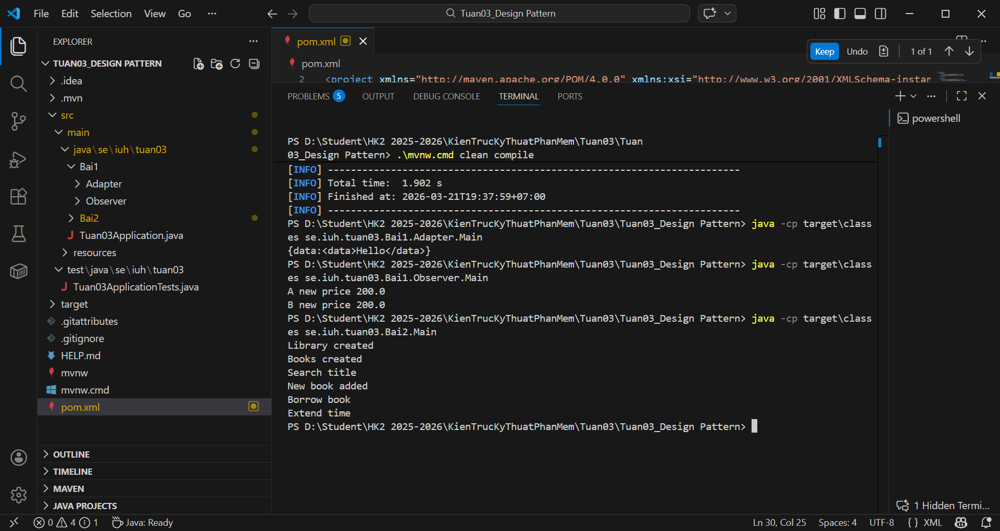 File Edit Selection View Go ···
Tuan03_Design Pattern
EXPLORER
TUAN03_DESIGN PATTERN
.idea
.mvn
src
main
java\se\iuh\tuan03
Bai1
Adapter
Observer
Bai2
Tuan03Application.java
resources
test\java\se\iuh\tuan03
Tuan03ApplicationTests.java
target
.gitattributes
.gitignore
HELP.md
mvnw
mvnw.cmd
pom.xml
OUTLINE
TIMELINE
MAVEN
JAVA PROJECTS
pom.xml
Keep Undo 1 of 1
pom.xml
2 <project xmlns="http://maven.apache.org/POM/4.0.0" xmlns:xsi="http://www.w3.org/2001/XMLSchema-instan
PROBLEMS 5 OUTPUT DEBUG CONSOLE TERMINAL PORTS
powershell
PS D:\Student\HK2 2025-2026\KienTrucKyThuatPhanMem\Tuan03\Tuan
03_Design Pattern> .\mvnw.cmd clean compile
[INFO] ------------------------------------------------------------------------
[INFO] Total time:  1.902 s
[INFO] Finished at: 2026-03-21T19:37:59+07:00
[INFO] ------------------------------------------------------------------------
PS D:\Student\HK2 2025-2026\KienTrucKyThuatPhanMem\Tuan03\Tuan03_Design Pattern> java -cp target\class
es se.iuh.tuan03.Bai1.Adapter.Main
{data:<data>Hello</data>}
PS D:\Student\HK2 2025-2026\KienTrucKyThuatPhanMem\Tuan03\Tuan03_Design Pattern> java -cp target\class
es se.iuh.tuan03.Bai1.Observer.Main
A new price 200.0
B new price 200.0
PS D:\Student\HK2 2025-2026\KienTrucKyThuatPhanMem\Tuan03\Tuan03_Design Pattern> java -cp target\class
es se.iuh.tuan03.Bai2.Main
Library created
Books created
Search title
New book added
Borrow book
Extend time
PS D:\Student\HK2 2025-2026\KienTrucKyThuatPhanMem\Tuan03\Tuan03_Design Pattern>
1 Hidden Termi...
0 4 1 Java: Ready
Ln 30, Col 25 Spaces: 4 UTF-8 {} XML